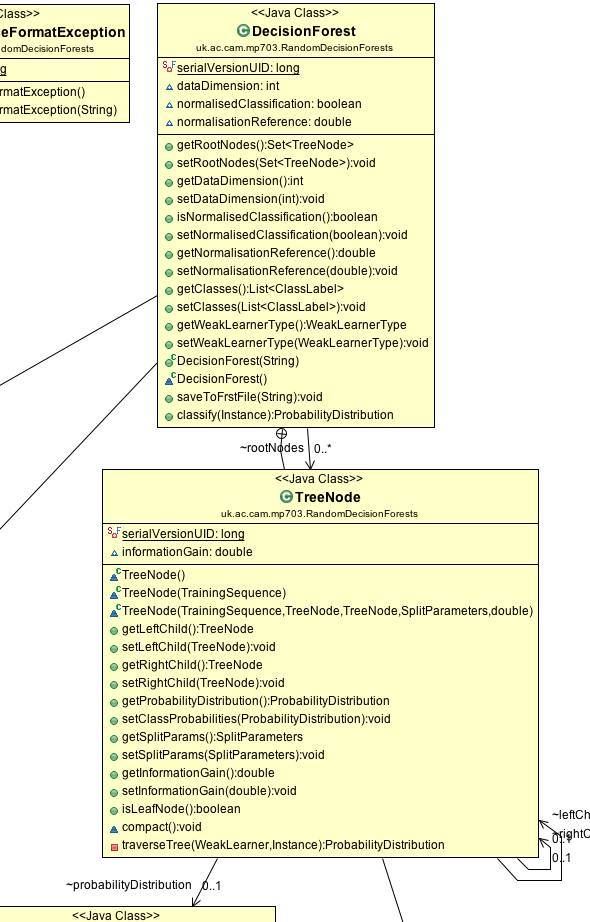 Class>>
eFormatException
domDecisionForests
g
rmatException()
rmatException(String)
<<Java Class>>
DecisionForest
uk.ac.cam.mp703.RandomDecisionForests
serialVersionUID: long
dataDimension: int
normalisedClassification: boolean
normalisationReference: double
getRootNodes():Set<TreeNode>
setRootNodes(Set<TreeNode>):void
getDataDimension():int
setDataDimension(int):void
isNormalisedClassification():boolean
setNormalisedClassification(boolean):void
getNormalisationReference():double
setNormalisationReference(double):void
getClasses():List<ClassLabel>
setClasses(List<ClassLabel>):void
getWeakLearnerType():WeakLearnerType
setWeakLearnerType(WeakLearnerType):void
DecisionForest(String)
DecisionForest()
saveToFrstFile(String):void
classify(Instance):ProbabilityDistribution
~rootNodes 0..*
<<Java Class>>
TreeNode
uk.ac.cam.mp703.RandomDecisionForests
serialVersionUID: long
informationGain: double
TreeNode()
TreeNode(TrainingSequence)
TreeNode(TrainingSequence,TreeNode,TreeNode,SplitParameters,double)
getLeftChild():TreeNode
setLeftChild(TreeNode):void
getRightChild():TreeNode
setRightChild(TreeNode):void
getProbabilityDistribution():ProbabilityDistribution
setClassProbabilities(ProbabilityDistribution):void
getSplitParams():SplitParameters
setSplitParams(SplitParameters):void
getInformationGain():double
setInformationGain(double):void
isLeafNode():boolean
compact():void
traverseTree(WeakLearner,Instance):ProbabilityDistribution
~leftCh
~rightC
0..1
0..1
~probabilityDistribution 0..1
<<Java Class>>